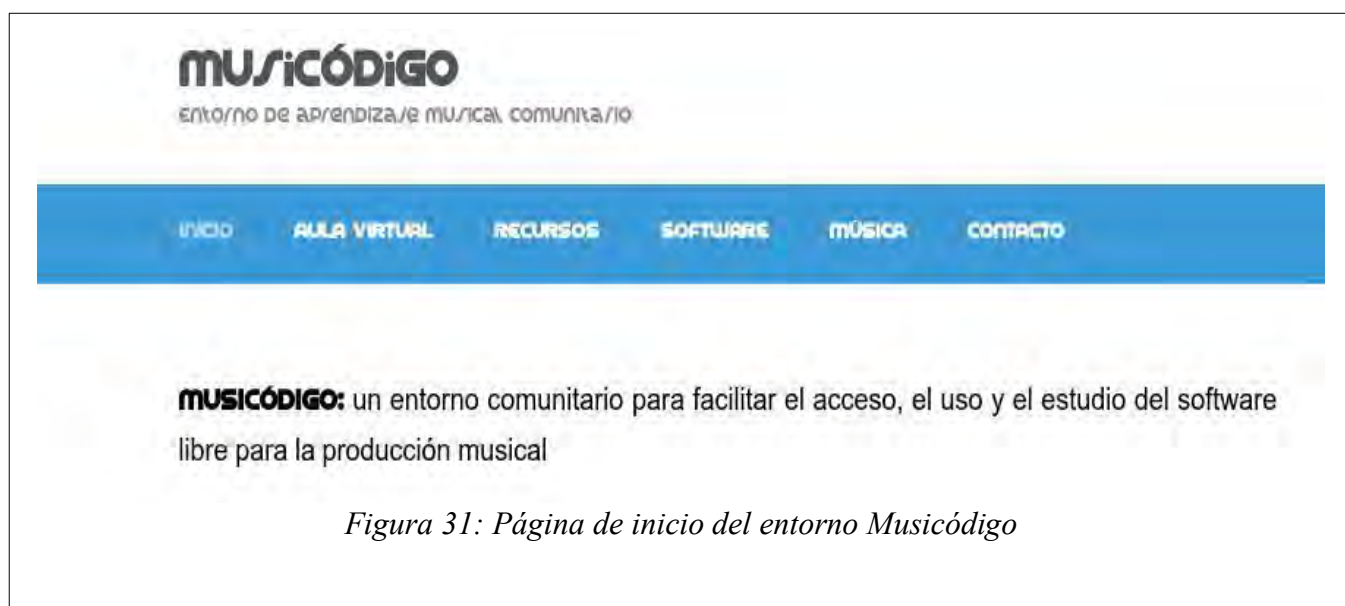 MUSICÓDIGO
ENTORNO DE APRENDIZAJE MUSICAL COMUNITARIO
INICIO AULA VIRTUAL RECURSOS SOFTWARE MÚSICA CONTACTO
MUSICÓDIGO: un entorno comunitario para facilitar el acceso, el uso y el estudio del software
libre para la producción musical
Figura 31: Página de inicio del entorno Musicódigo